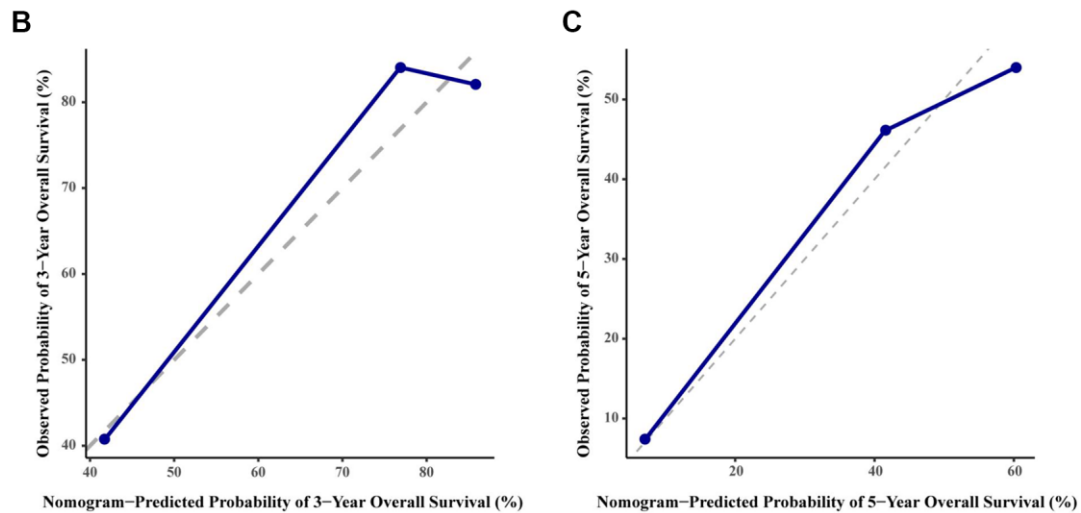 B
Observed Probability of 3−Year Overall Survival (%)
80
70
60
50
40
40 50 60 70 80
Nomogram−Predicted Probability of 3−Year Overall Survival (%)
C
Observed Probability of 5−Year Overall Survival (%)
50
40
30
20
10
20 40 60
Nomogram−Predicted Probability of 5−Year Overall Survival (%)